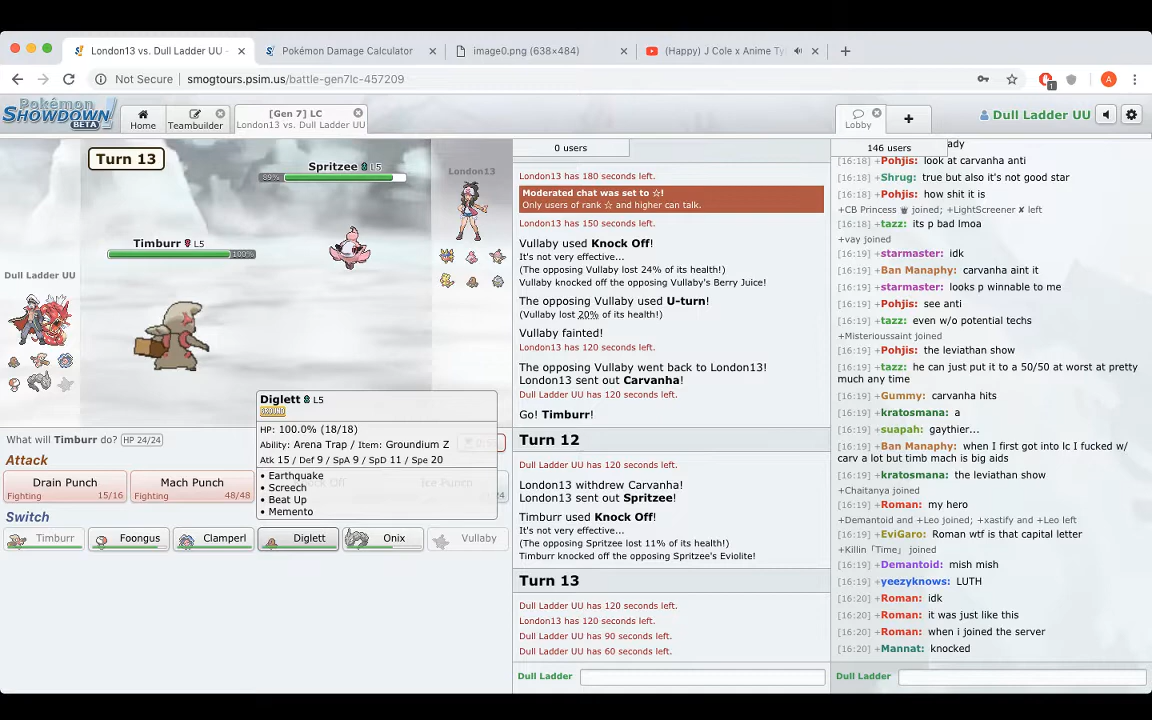 London13 vs. Dull Ladder UU -
Pokémon Damage Calculator
image0.png (638×484)
(Happy) J Cole x Anime Ty
Not Secure
smogtours.psim.us/battle-gen7lc-457209
1
A
Pokémon
SHOWDOWN
BETA
Home
Teambuilder
[Gen 7] LC
London13 vs. Dull Ladder UU
Lobby
Dull Ladder UU
Turn 13
Spritzee L5
89%
London13
Timburr L5
100%
Dull Ladder UU
Diglett L5
GROUND
HP: 100.0% (18/18)
Ability: Arena Trap / Item: Groundium Z
Atk 15 / Def 9 / SpA 9 / SpD 11 / Spe 20
• Earthquake
• Screech
• Beat Up
• Memento
What will Timburr do? HP 24/24
Attack
Drain Punch
Fighting 15/16
Mach Punch
Fighting 48/48
Knock Off
Ice Punch
Switch
Timburr
Foongus
Clamperl
Diglett
Onix
Vullaby
0 users
London13 has 180 seconds left.
Moderated chat was set to ☆!
Only users of rank ☆ and higher can talk.
London13 has 150 seconds left.
Vullaby used Knock Off!
It's not very effective...
(The opposing Vullaby lost 24% of its health!)
Vullaby knocked off the opposing Vullaby's Berry Juice!
The opposing Vullaby used U-turn!
(Vullaby lost 20% of its health!)
Vullaby fainted!
London13 has 120 seconds left.
The opposing Vullaby went back to London13!
London13 sent out Carvanha!
Dull Ladder UU has 120 seconds left.
Go! Timburr!
Turn 12
Dull Ladder UU has 120 seconds left.
London13 withdrew Carvanha!
London13 sent out Spritzee!
Timburr used Knock Off!
It's not very effective...
(The opposing Spritzee lost 11% of its health!)
Timburr knocked off the opposing Spritzee's Eviolite!
Turn 13
Dull Ladder UU has 120 seconds left.
London13 has 120 seconds left.
Dull Ladder UU has 90 seconds left.
Dull Ladder UU has 60 seconds left.
Dull Ladder
146 users
ady
[16:18] +Pohjis: look at carvanha anti
[16:18] +Shrug: true but also it's not good star
[16:18] +Pohjis: how shit it is
+CB Princess ♛ joined; +LightScreener ✘ left
[16:18] +tazz: its p bad lmoa
+vay joined
[16:19] +starmaster: idk
[16:19] +Ban Manaphy: carvanha aint it
[16:19] +starmaster: looks p winnable to me
[16:19] +Pohjis: see anti
[16:19] +tazz: even w/o potential techs
+Misterioussaint joined
[16:19] +Pohjis: the leviathan show
[16:19] +tazz: he can just put it to a 50/50 at worst at pretty
much any time
[16:19] +Gummy: carvanha hits
[16:19] +kratosmana: a
[16:19] +suapah: gaythier...
[16:19] +Ban Manaphy: when I first got into lc I fucked w/
carv a lot but timb mach is big aids
[16:19] +kratosmana: the leviathan show
+Chaitanya joined
[16:19] +Roman: my hero
+Demantoid and +Leo joined; +xastify and +Leo left
[16:19] +EviGaro: Roman wtf is that capital letter
+Killin「Time」 joined
[16:19] +Demantoid: mish mish
[16:19] +yeezyknows: LUTH
[16:20] +Roman: idk
[16:20] +Roman: it was just like this
[16:20] +Roman: when i joined the server
[16:20] +Mannat: knocked
Dull Ladder